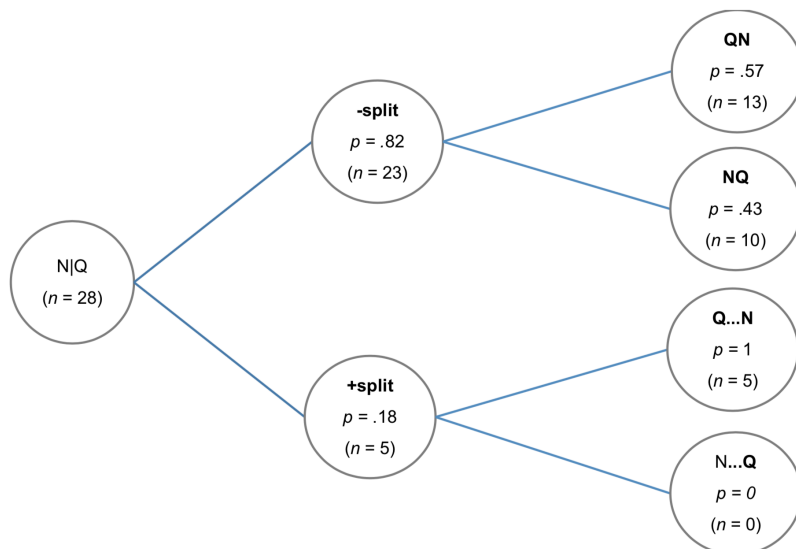 N|Q
(n = 28)
-split
p = .82
(n = 23)
+split
p = .18
(n = 5)
QN
p = .57
(n = 13)
NQ
p = .43
(n = 10)
Q...N
p = 1
(n = 5)
N...Q
p = 0
(n = 0)